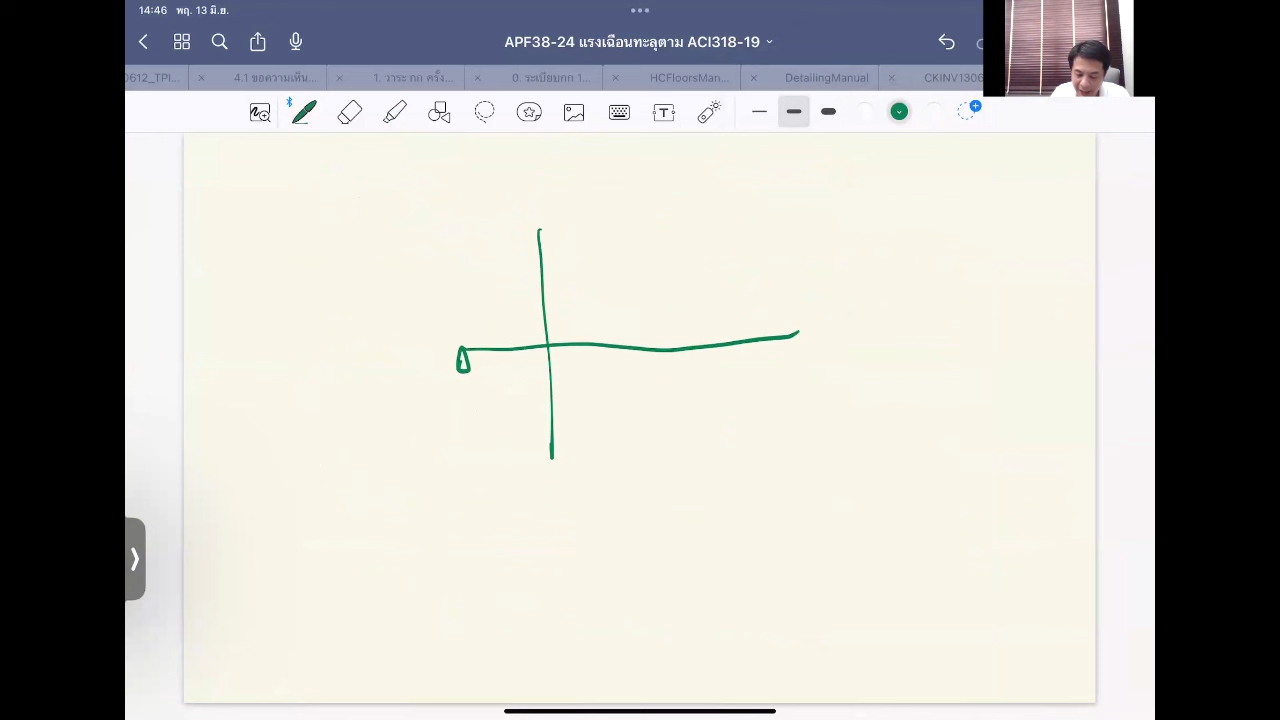 14:46 พฤ. 13 มิ.ย.
APF38-24 แรงเฉือนทะลุตาม ACI318-19
0612_TPI...
4.1 ขอความเห็น...
วาระ กก ครั้ง...
0. ระเบียบกก 1...
HCFloorsMan...
DetailingManual
CKINV1306
T